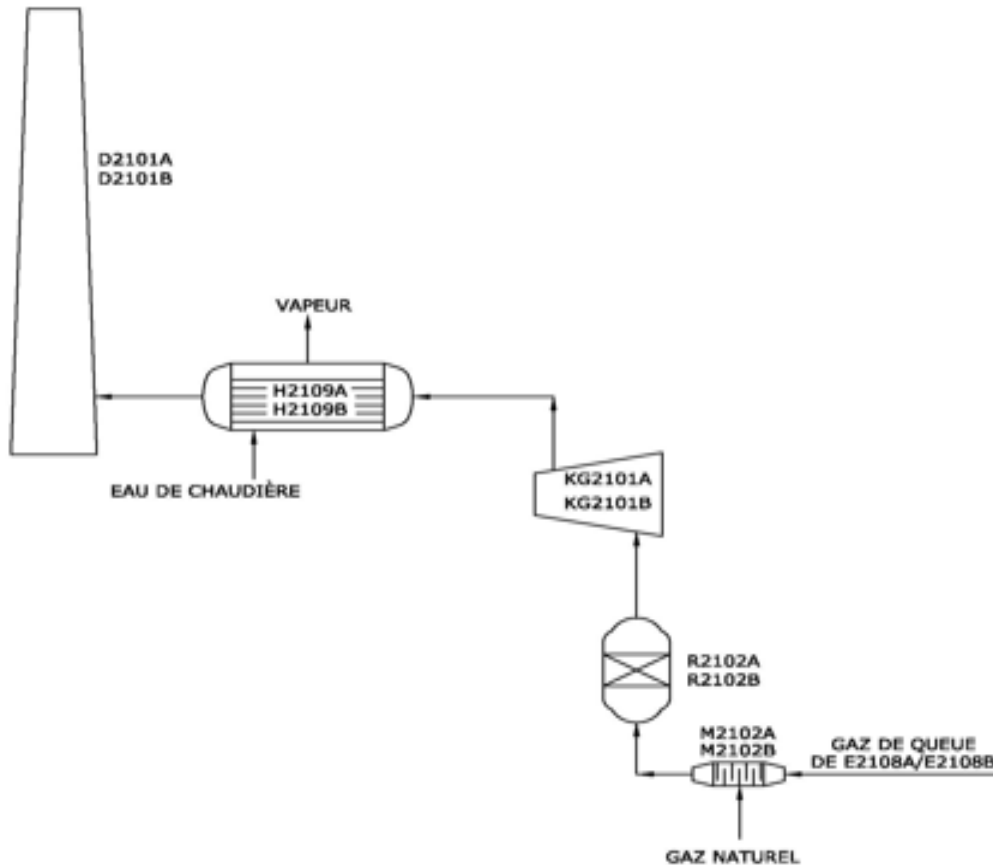 D2101A
D2101B
VAPEUR
H2109A
H2109B
EAU DE CHAUDIÈRE
KG2101A
KG2101B
R2102A
R2102B
M2102A
M2102B
GAZ DE QUEUE
DE E2108A/E2108B
GAZ NATUREL